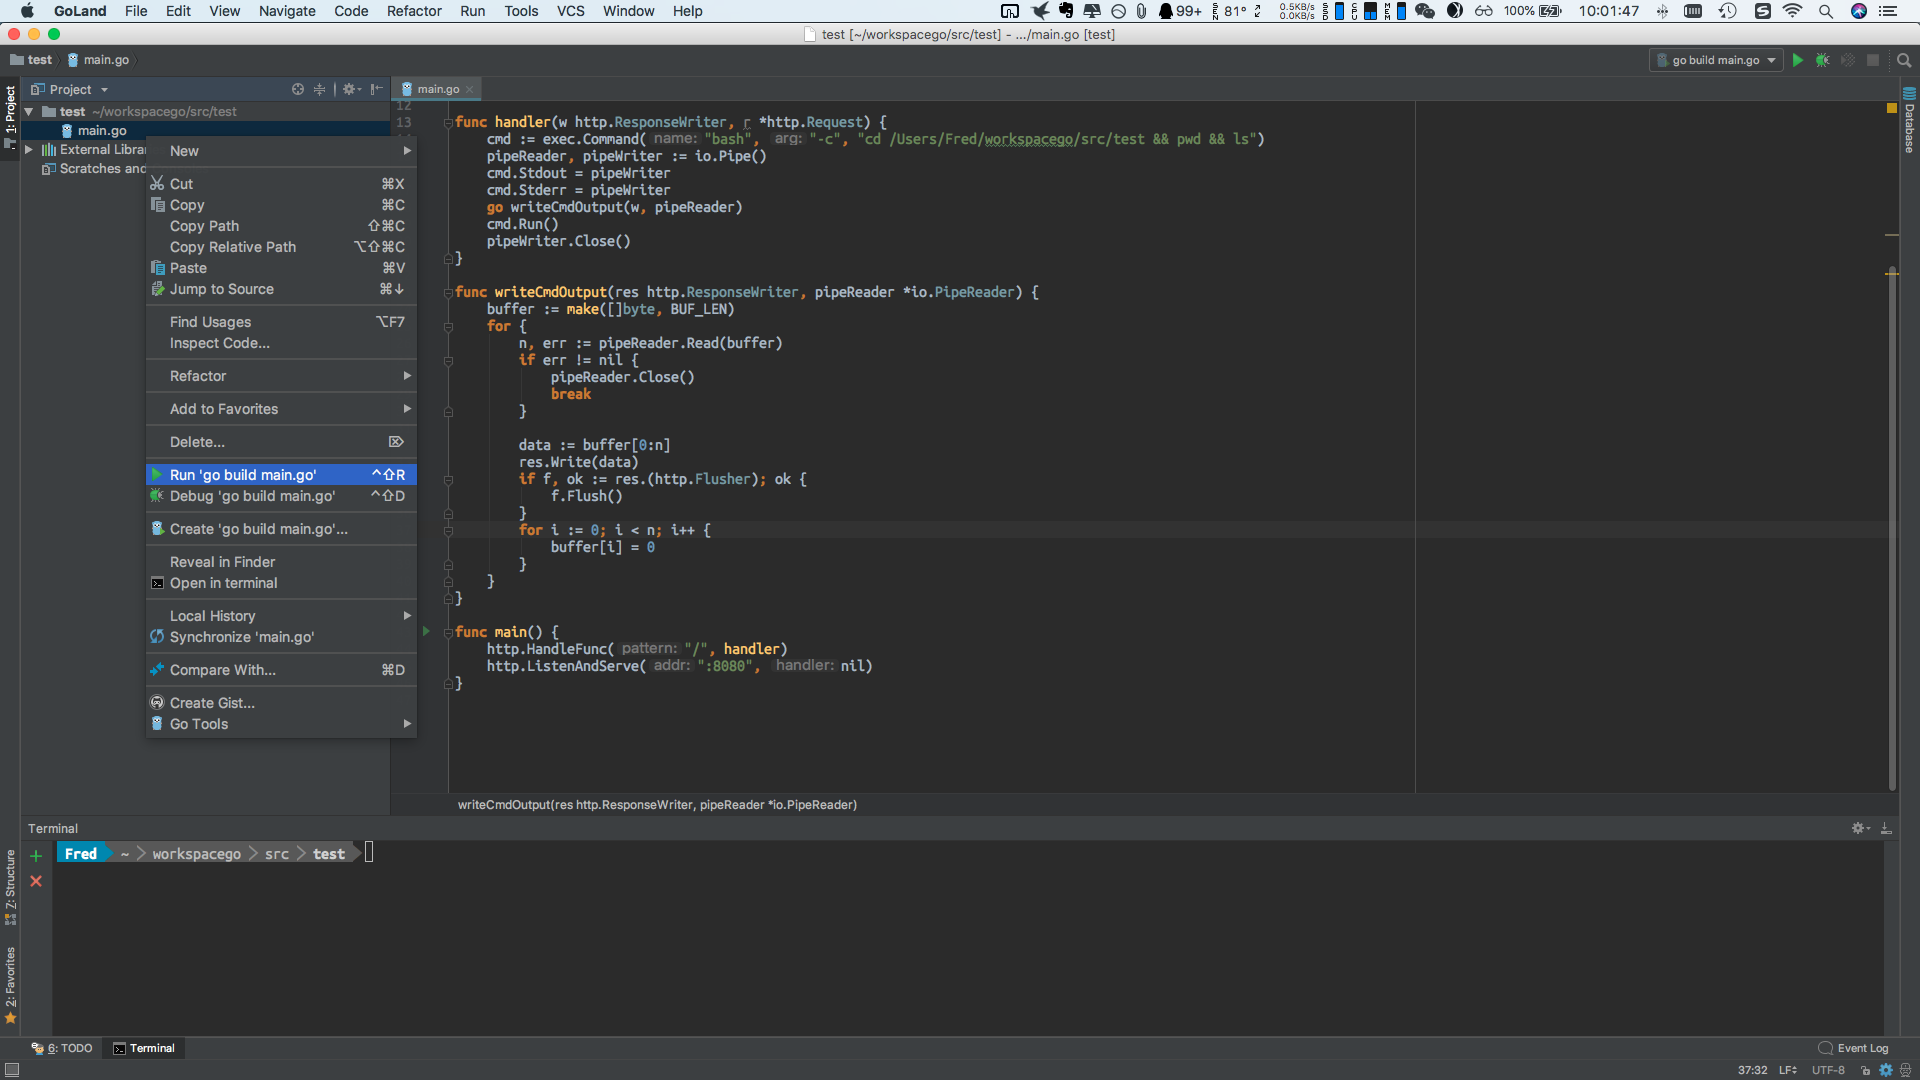 GoLand File Edit View Navigate Code Refactor Run Tools VCS Window Help 99+ SEN 81° 0.5KB/s 0.0KB/s SSD CPU MEM 100% 10:01:47
test [~/workspacego/src/test] - .../main.go [test]
test main.go go build main.go
Project main.go
test ~/workspacego/src/test
main.go
External Libra
Scratches and
1: Project
7: Structure
2: Favorites
Database
New
Cut ⌘X
Copy ⌘C
Copy Path ⇧⌘C
Copy Relative Path ⌥⇧⌘C
Paste ⌘V
Jump to Source ⌘↓
Find Usages ⌥F7
Inspect Code...
Refactor
Add to Favorites
Delete... ⌦
Run 'go build main.go' ^⇧R
Debug 'go build main.go' ^⇧D
Create 'go build main.go'...
Reveal in Finder
Open in terminal
Local History
Synchronize 'main.go'
Compare With... ⌘D
Create Gist...
Go Tools
12
13 func handler(w http.ResponseWriter, r *http.Request) {
cmd := exec.Command( name: "bash", arg: "-c", "cd /Users/Fred/workspacego/src/test && pwd && ls")
pipeReader, pipeWriter := io.Pipe()
cmd.Stdout = pipeWriter
cmd.Stderr = pipeWriter
go writeCmdOutput(w, pipeReader)
cmd.Run()
pipeWriter.Close()
}
func writeCmdOutput(res http.ResponseWriter, pipeReader *io.PipeReader) {
buffer := make([]byte, BUF_LEN)
for {
n, err := pipeReader.Read(buffer)
if err != nil {
pipeReader.Close()
break
}
data := buffer[0:n]
res.Write(data)
if f, ok := res.(http.Flusher); ok {
f.Flush()
}
for i := 0; i < n; i++ {
buffer[i] = 0
}
}
}
func main() {
http.HandleFunc( pattern: "/", handler)
http.ListenAndServe( addr: ":8080", handler: nil)
}
writeCmdOutput(res http.ResponseWriter, pipeReader *io.PipeReader)
Terminal
Fred ~ workspacego src test
6: TODO Terminal Event Log
37:32 LF UTF-8